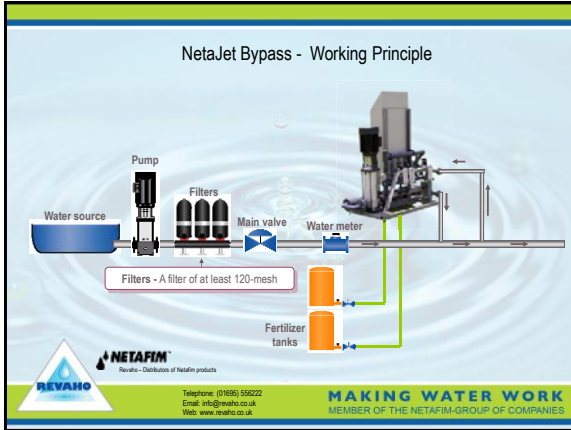 NetaJet Bypass - Working Principle
Pump
Filters
Water source
Main valve
Water meter
Filters - A filter of at least 120-mesh
Fertilizer
tanks
NETAFIM™
Revaho – Distributors of Netafim products
REVAHO
Telephone: (01695) 556222
Email: info@revaho.co.uk
Web: www.revaho.co.uk
MAKING WATER WORK
MEMBER OF THE NETAFIM-GROUP OF COMPANIES